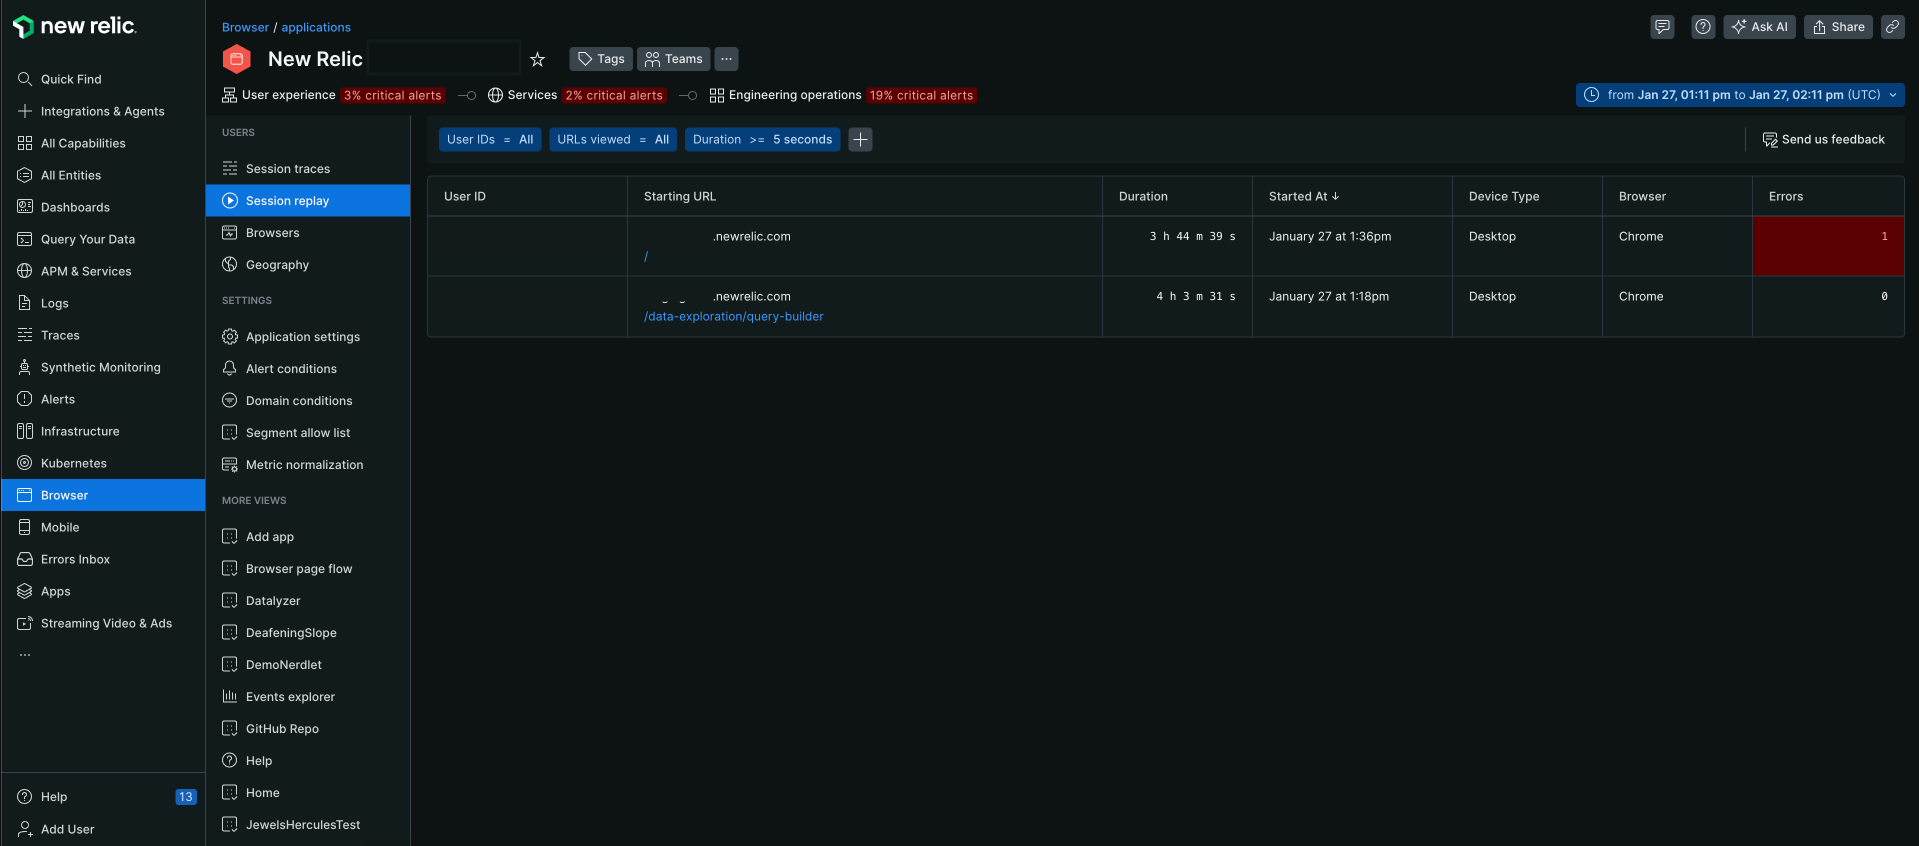 new relic.
Quick Find
Integrations & Agents
All Capabilities
All Entities
Dashboards
Query Your Data
APM & Services
Logs
Traces
Synthetic Monitoring
Alerts
Infrastructure
Kubernetes
Browser
Mobile
Errors Inbox
Apps
Streaming Video & Ads
...
Help 13
Add User
Browser / applications
New Relic
Tags Teams ...
Ask AI Share
User experience 3% critical alerts Services 2% critical alerts Engineering operations 19% critical alerts
from Jan 27, 01:11 pm to Jan 27, 02:11 pm (UTC)
USERS
Session traces
Session replay
Browsers
Geography
SETTINGS
Application settings
Alert conditions
Domain conditions
Segment allow list
Metric normalization
MORE VIEWS
Add app
Browser page flow
Datalyzer
DeafeningSlope
DemoNerdlet
Events explorer
GitHub Repo
Help
Home
JewelsHerculesTest
User IDs = All URLs viewed = All Duration >= 5 seconds
Send us feedback
User ID Starting URL Duration Started At ↓ Device Type Browser Errors
.newrelic.com 3 h 44 m 39 s January 27 at 1:36pm Desktop Chrome 1
/
.newrelic.com 4 h 3 m 31 s January 27 at 1:18pm Desktop Chrome 0
/data-exploration/query-builder